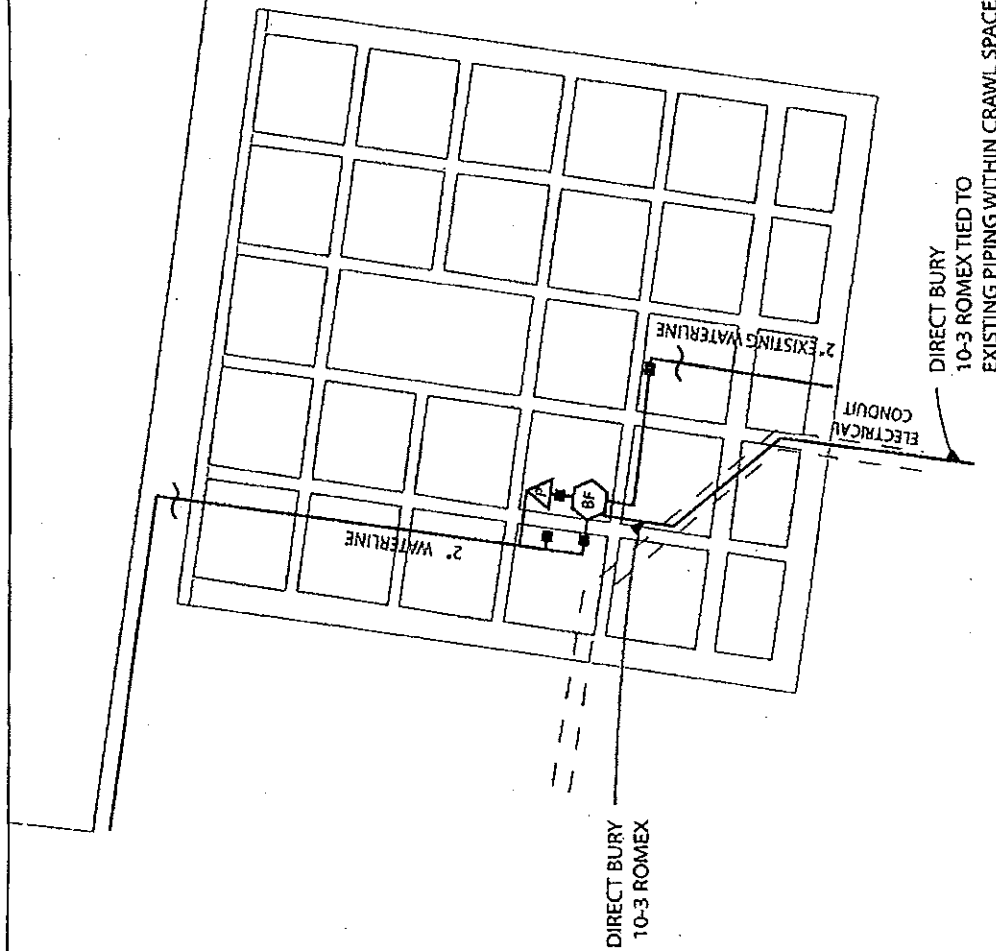 2" WATERLINE
P
BF
2" EXISTING WATERLINE
ELECTRICAL
CONDUIT
DIRECT BURY
10-3 ROMEX
DIRECT BURY
10-3 ROMEX TIED TO
EXISTING PIPING WITHIN CRAWL SPACE